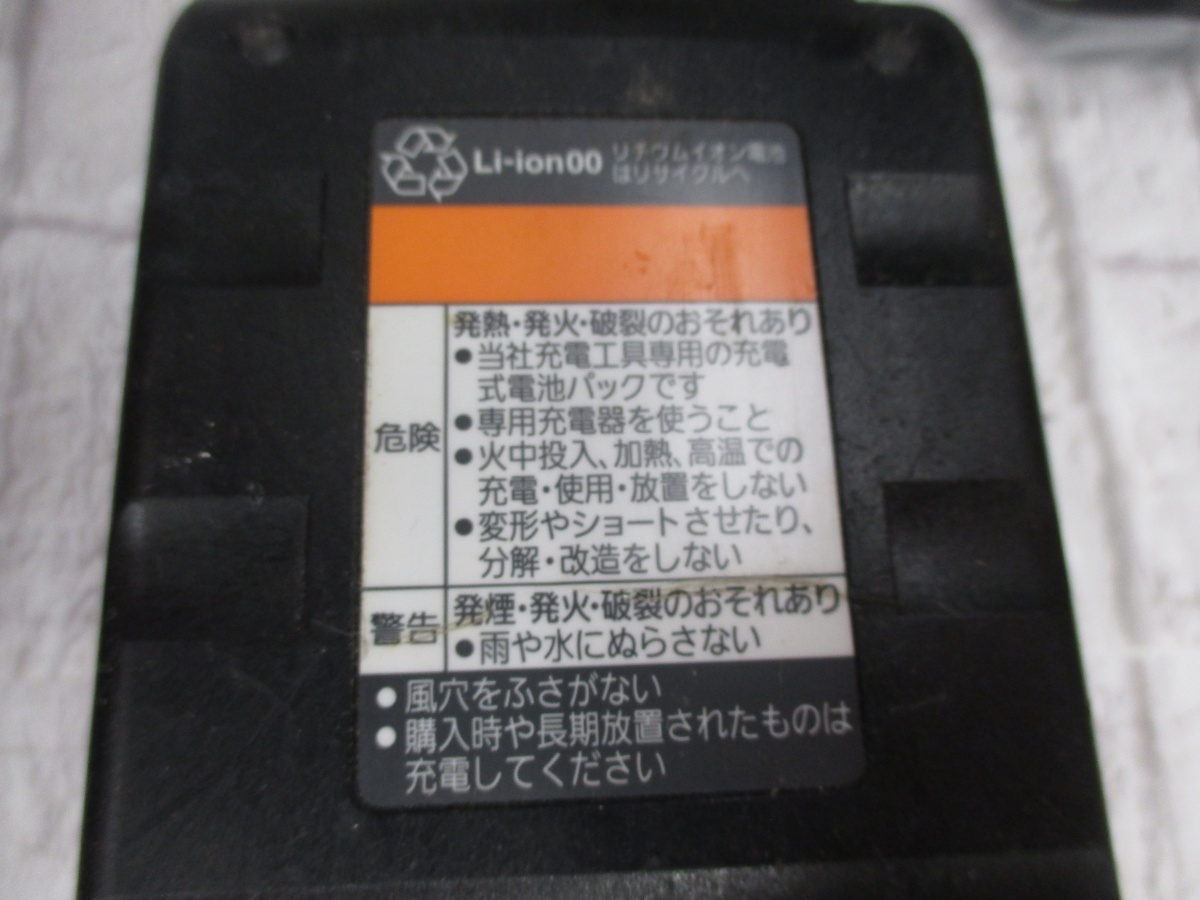 Li-ion00
リチウムイオン電池
はリサイクルへ
危険
発熱・発火・破裂のおそれあり
●当社充電工具専用の充電
式電池パックです
●専用充電器を使うこと
●火中投入、加熱、高温での
充電・使用・放置をしない
●変形やショートさせたり、
分解・改造をしない
警告
発煙・発火・破裂のおそれあり
●雨や水にぬらさない
●風穴をふさがない
●購入時や長期放置されたものは
充電してください